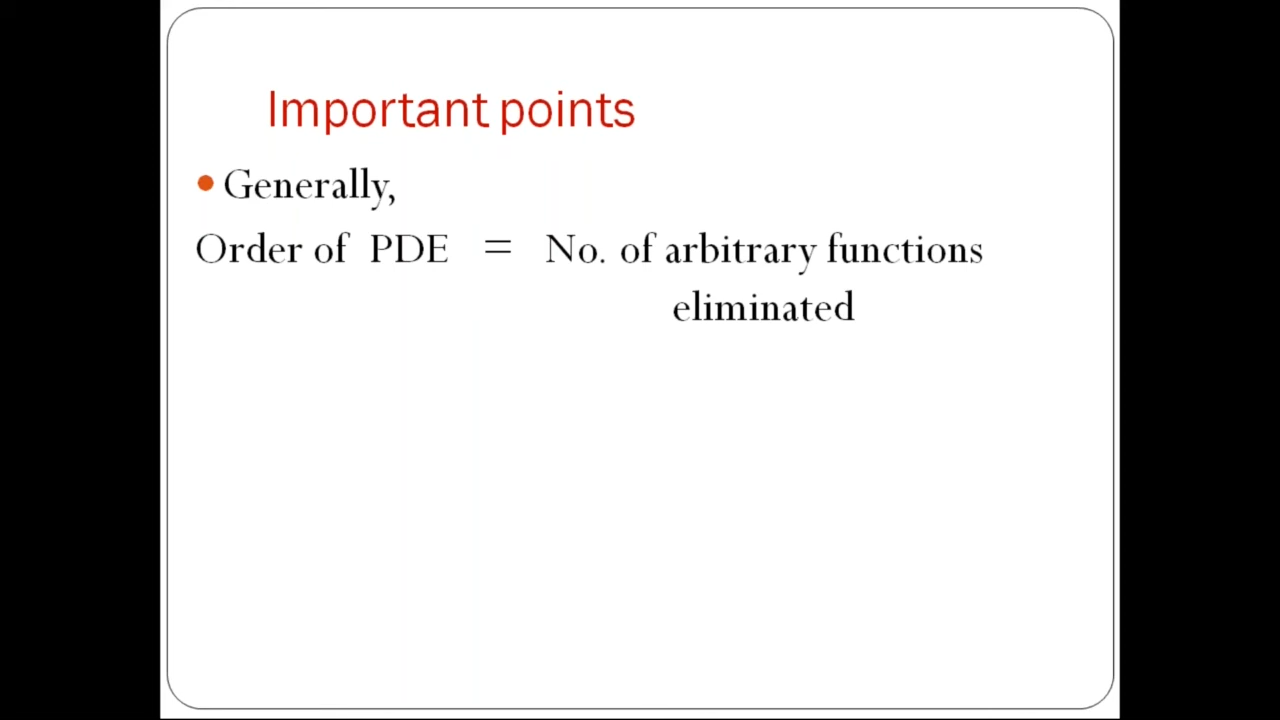 Important points
Generally,
Order of PDE = No. of arbitrary functions
eliminated